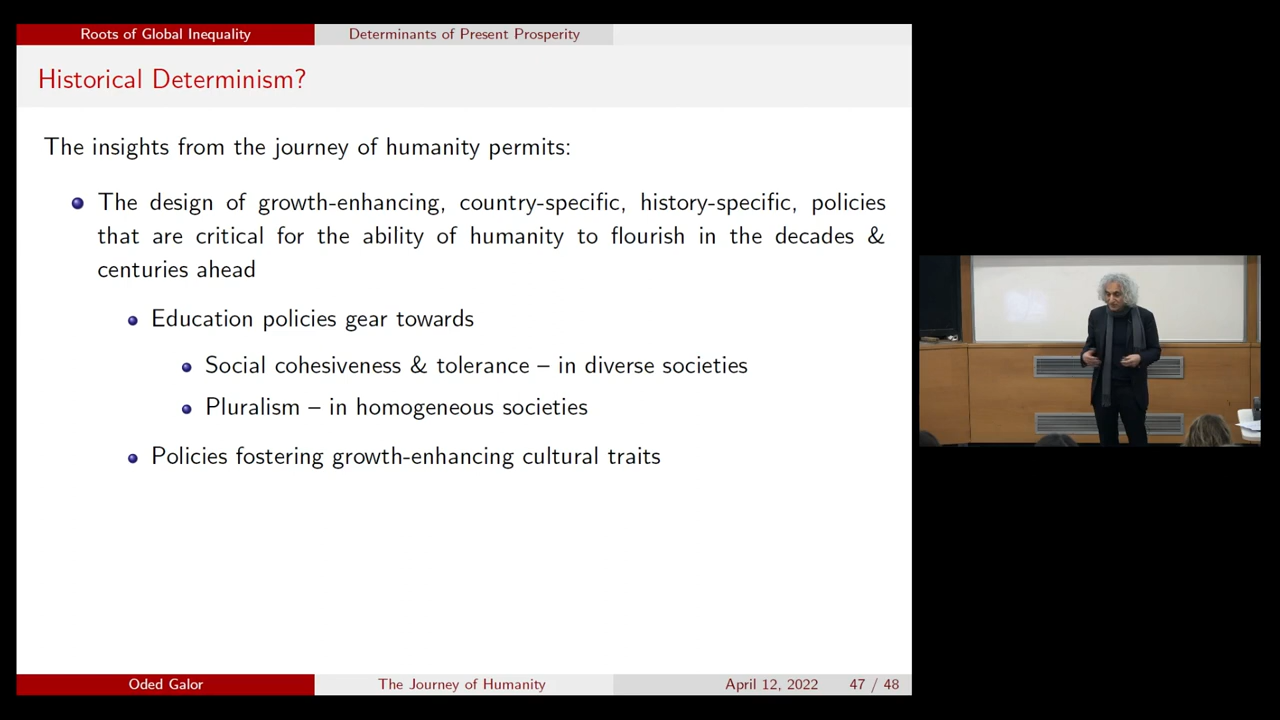 Roots of Global Inequality
Determinants of Present Prosperity
Historical Determinism?
The insights from the journey of humanity permits:
The design of growth-enhancing, country-specific, history-specific, policies
that are critical for the ability of humanity to flourish in the decades &
centuries ahead
Education policies gear towards
Social cohesiveness & tolerance – in diverse societies
Pluralism – in homogeneous societies
Policies fostering growth-enhancing cultural traits
Oded Galor
The Journey of Humanity
April 12, 2022
47 / 48